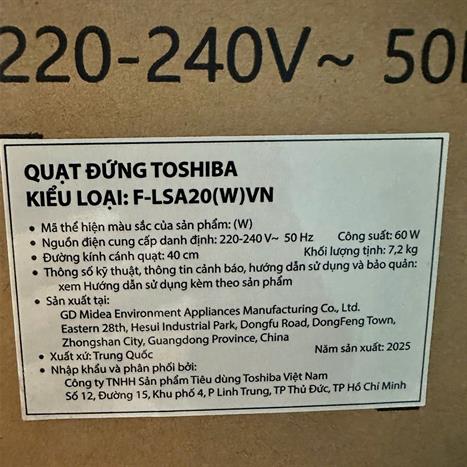 220-240V~ 50H
QUẠT ĐỨNG TOSHIBA
KIỂU LOẠI: F-LSA20(W)VN
• Mã thể hiện màu sắc của sản phẩm: (W)
• Nguồn điện cung cấp danh định: 220-240 V~ 50 Hz Công suất: 60 W
• Đường kính cánh quạt: 40 cm Khối lượng tịnh: 7,2 kg
• Thông số kỹ thuật, thông tin cảnh báo, hướng dẫn sử dụng và bảo quản:
xem Hướng dẫn sử dụng kèm theo sản phẩm
• Sản xuất tại:
GD Midea Environment Appliances Manufacturing Co., Ltd.
Eastern 28th, Hesui Industrial Park, Dongfu Road, DongFeng Town,
Zhongshan City, Guangdong Province, China
• Xuất xứ: Trung Quốc Năm sản xuất: 2025
• Nhập khẩu và phân phối bởi:
Công ty TNHH Sản phẩm Tiêu dùng Toshiba Việt Nam
Số 12, Đường 15, Khu phố 4, P Linh Trung, TP Thủ Đức, TP Hồ Chí Minh